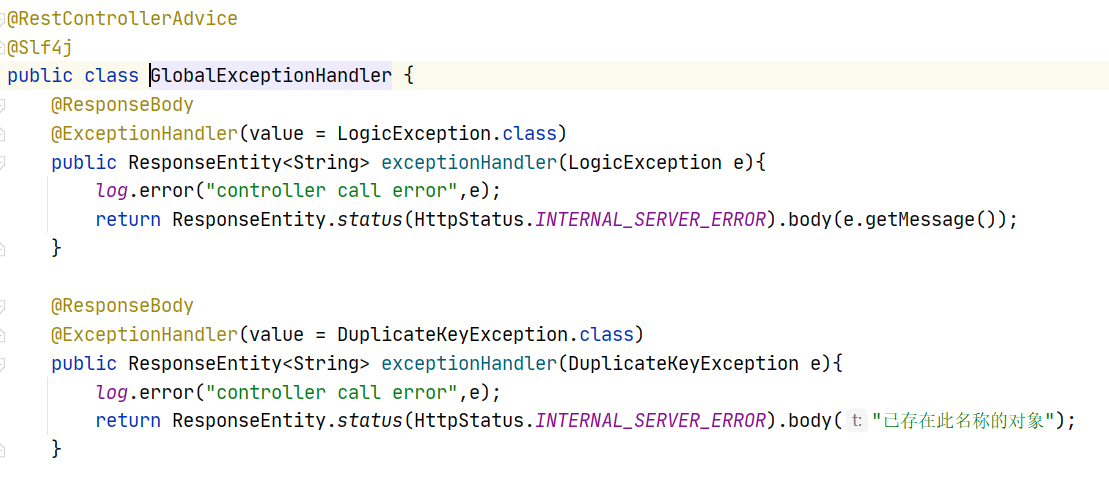 @RestControllerAdvice
@Slf4j
public class GlobalExceptionHandler {
    @ResponseBody
    @ExceptionHandler(value = LogicException.class)
    public ResponseEntity<String> exceptionHandler(LogicException e){
        log.error("controller call error",e);
        return ResponseEntity.status(HttpStatus.INTERNAL_SERVER_ERROR).body(e.getMessage());
    }
    @ResponseBody
    @ExceptionHandler(value = DuplicateKeyException.class)
    public ResponseEntity<String> exceptionHandler(DuplicateKeyException e){
        log.error("controller call error",e);
        return ResponseEntity.status(HttpStatus.INTERNAL_SERVER_ERROR).body( t: "已存在此名称的对象");
    }